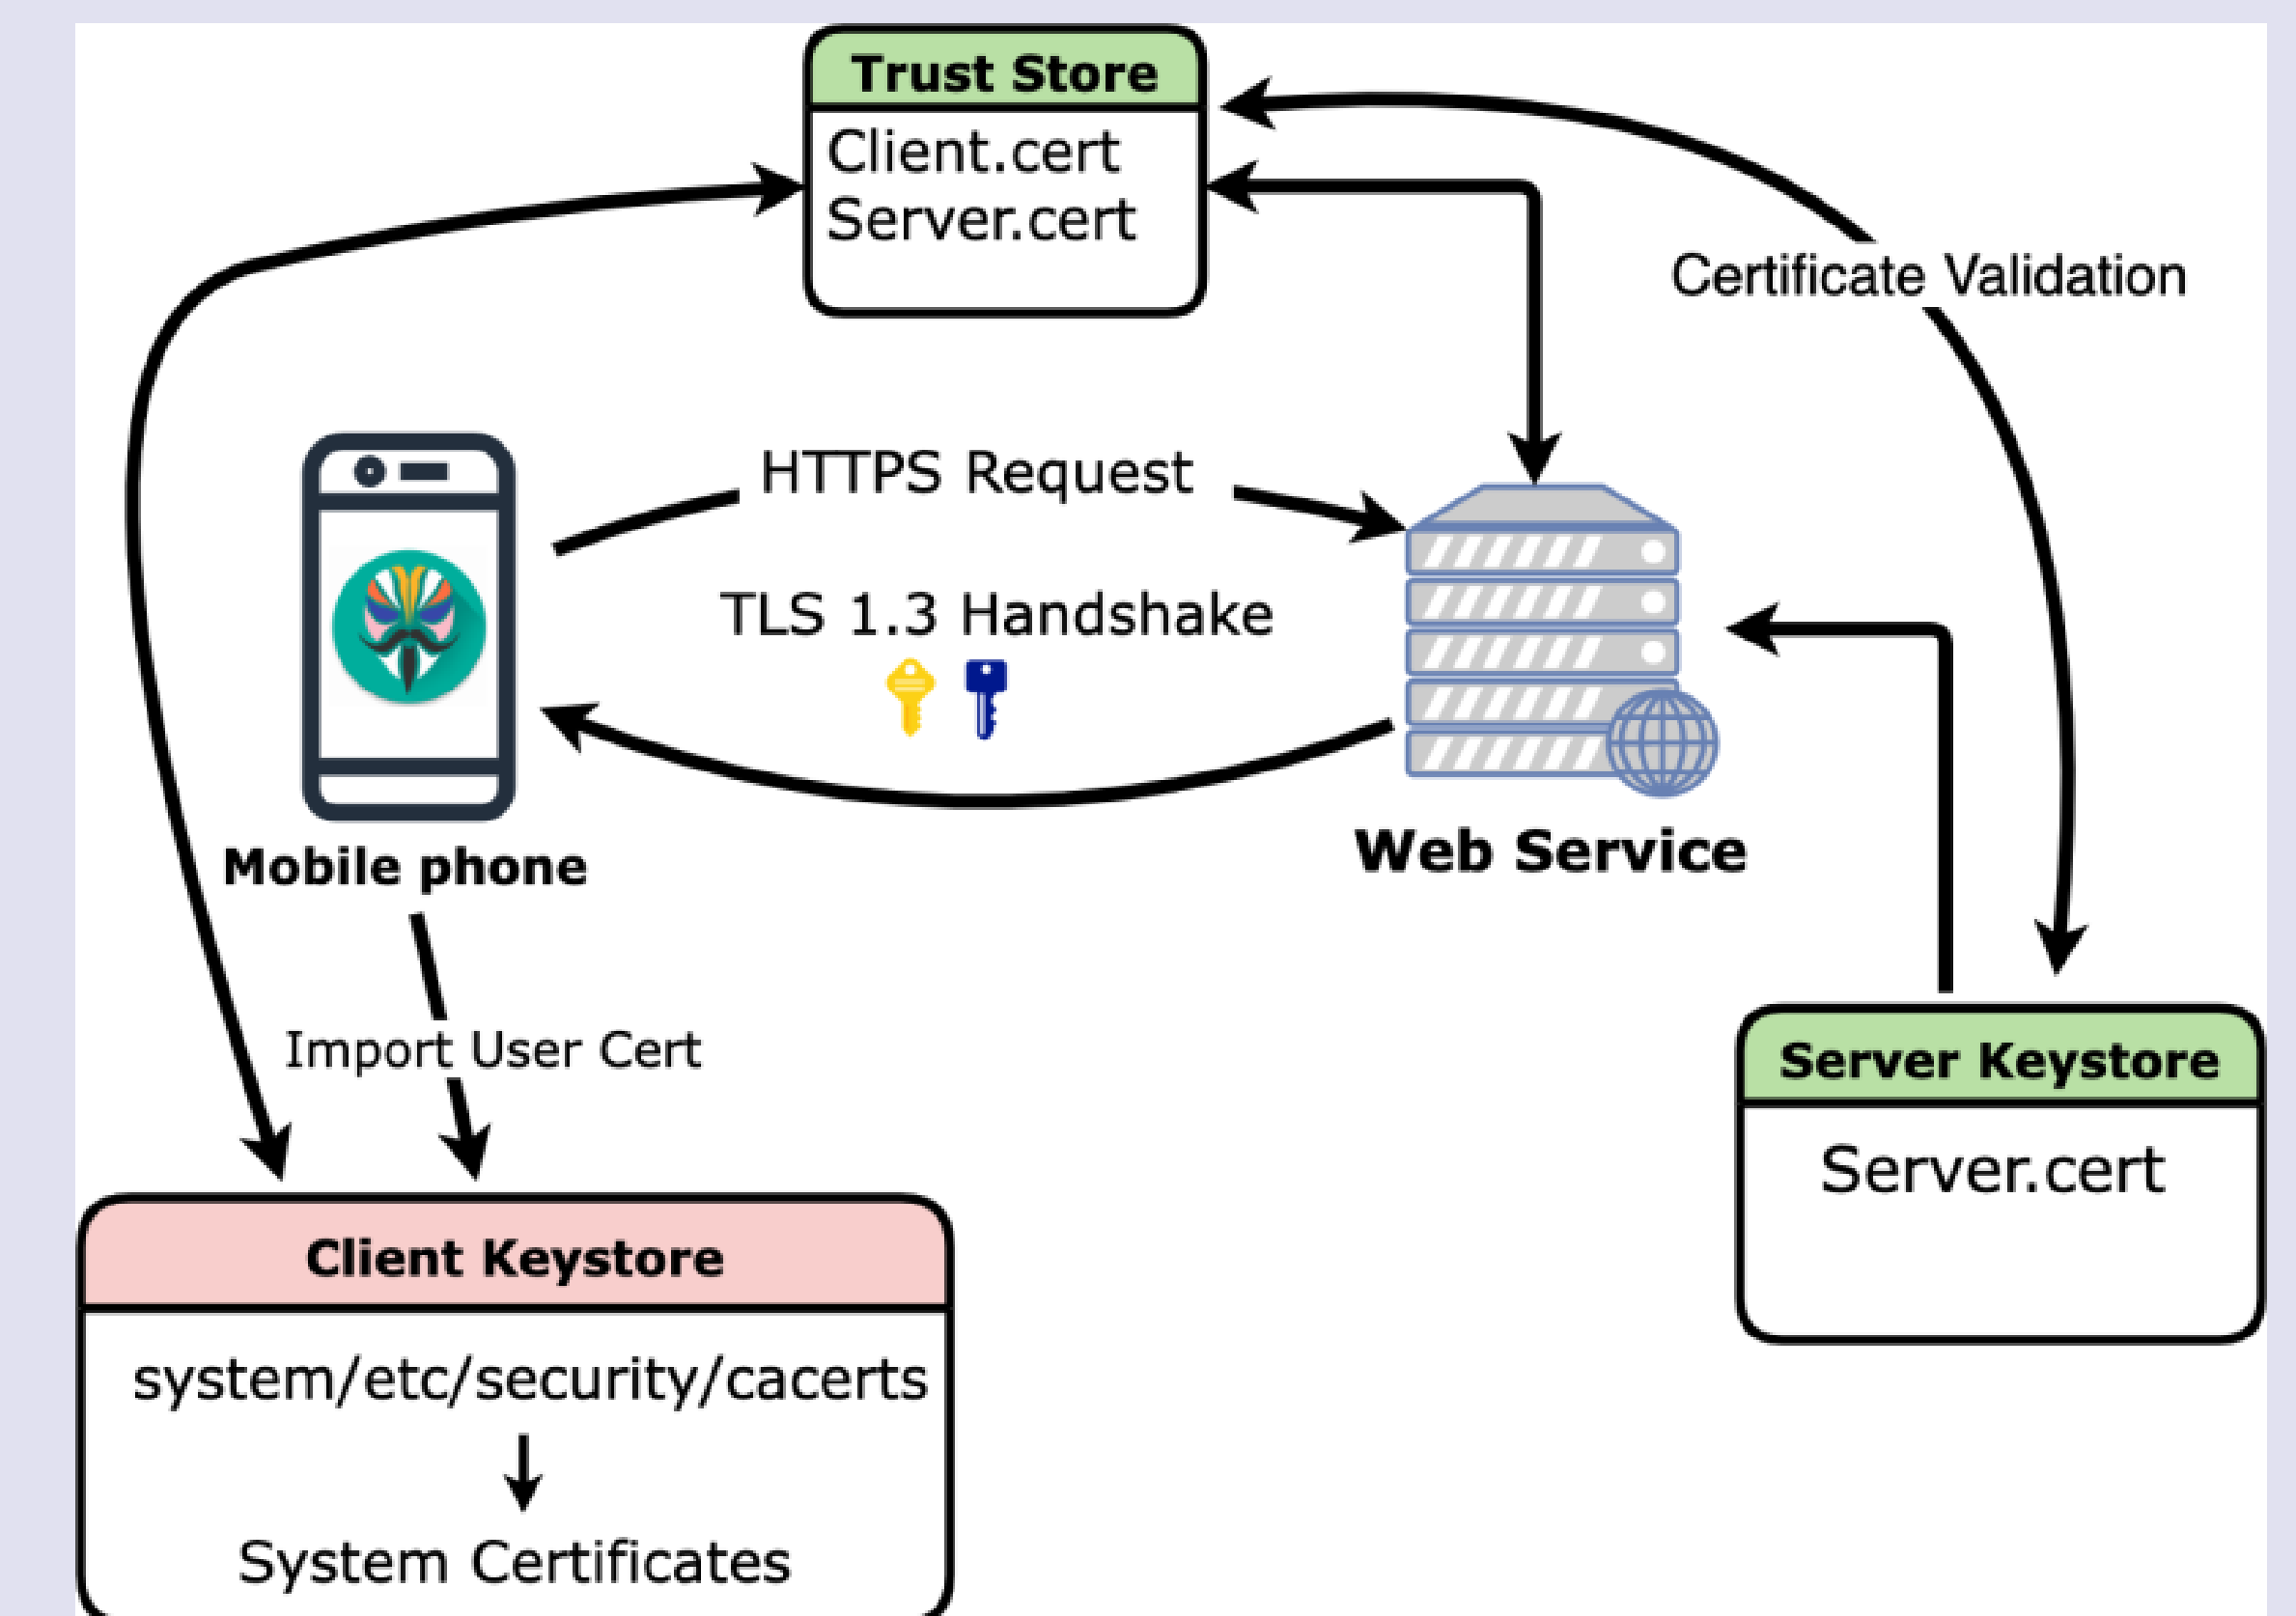 Trust Store
Client.cert
Server.cert
Certificate Validation
HTTPS Request
TLS 1.3 Handshake
Mobile phone
Web Service
Import User Cert
Server Keystore
Server.cert
Client Keystore
system/etc/security/cacerts
System Certificates